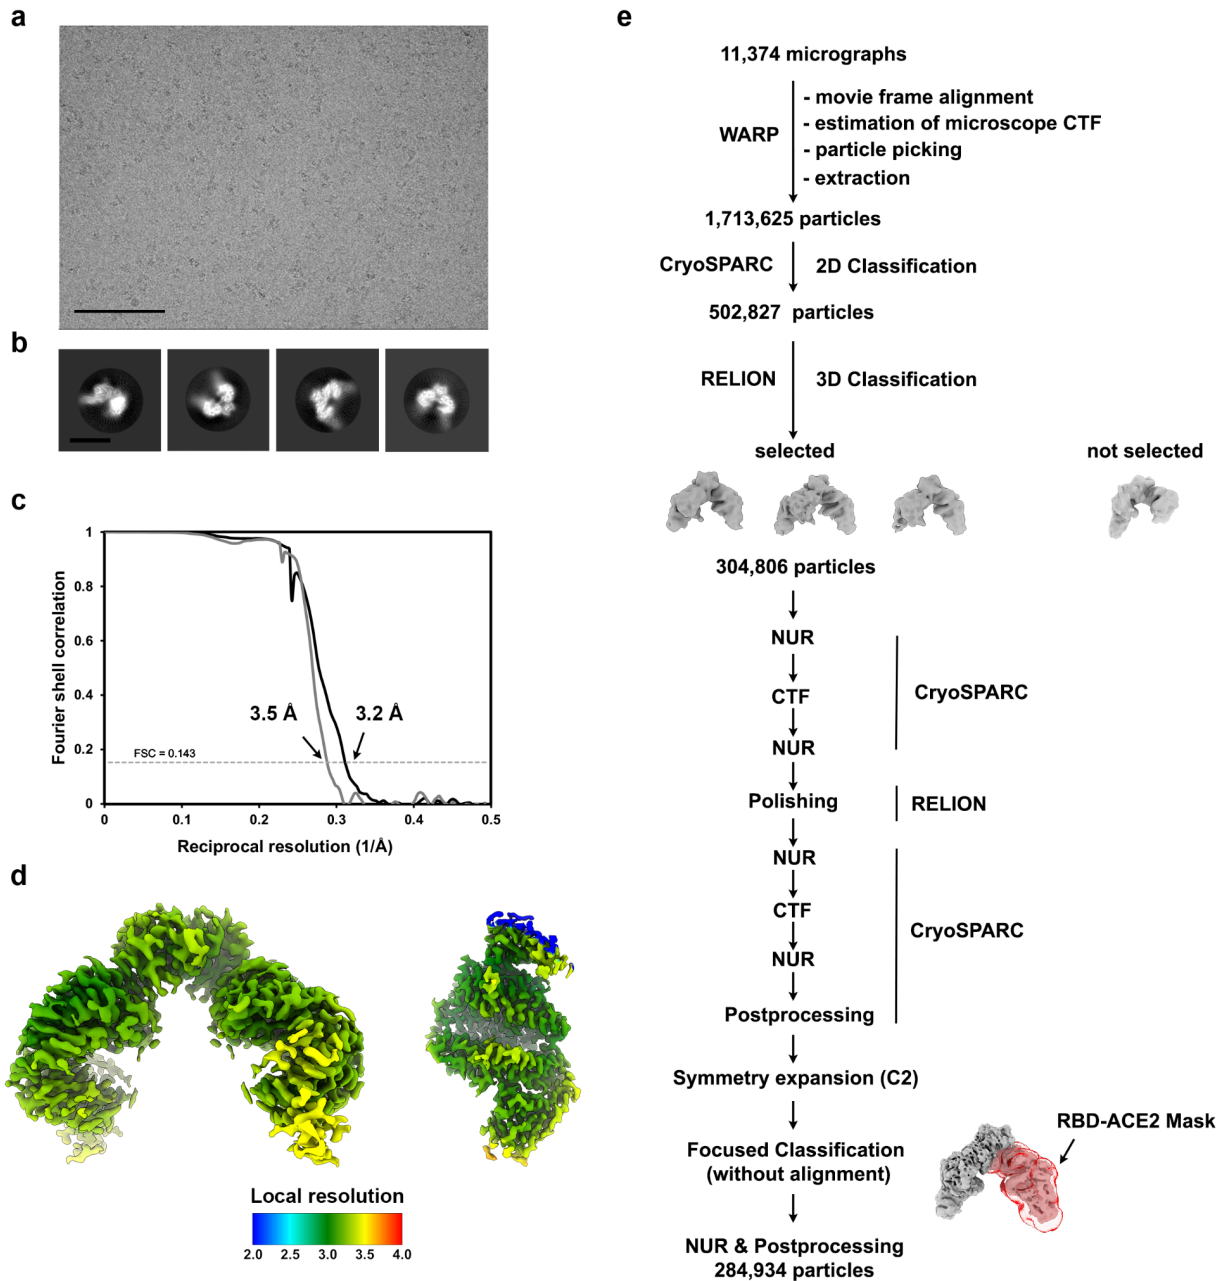 a
b
c
1
0.8
0.6
0.4
0.2
0
Fourier shell correlation
3.5 Å
3.2 Å
FSC = 0.143
0
0.1
0.2
0.3
0.4
0.5
Reciprocal resolution (1/Å)
d
Local resolution
2.0
2.5
3.0
3.5
4.0
e
11,374 micrographs
WARP
- movie frame alignment
- estimation of microscope CTF
- particle picking
- extraction
1,713,625 particles
CryoSPARC
2D Classification
502,827 particles
RELION
3D Classification
selected
not selected
304,806 particles
NUR
CTF
NUR
CryoSPARC
Polishing
RELION
NUR
CTF
NUR
Postprocessing
CryoSPARC
Symmetry expansion (C2)
Focused Classification
(without alignment)
RBD-ACE2 Mask
NUR & Postprocessing
284,934 particles